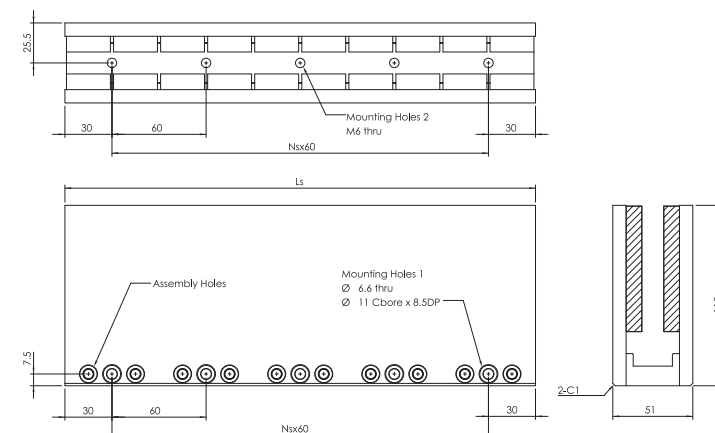 25.5
30
60
30
Mounting Holes 2
M6 thru
Nsx60
Ls
Assembly Holes
Mounting Holes 1
Ø 6.6 thru
Ø 11 Cbore x 8.5DP
7.5
30
60
30
2-C1
51
Nsx60